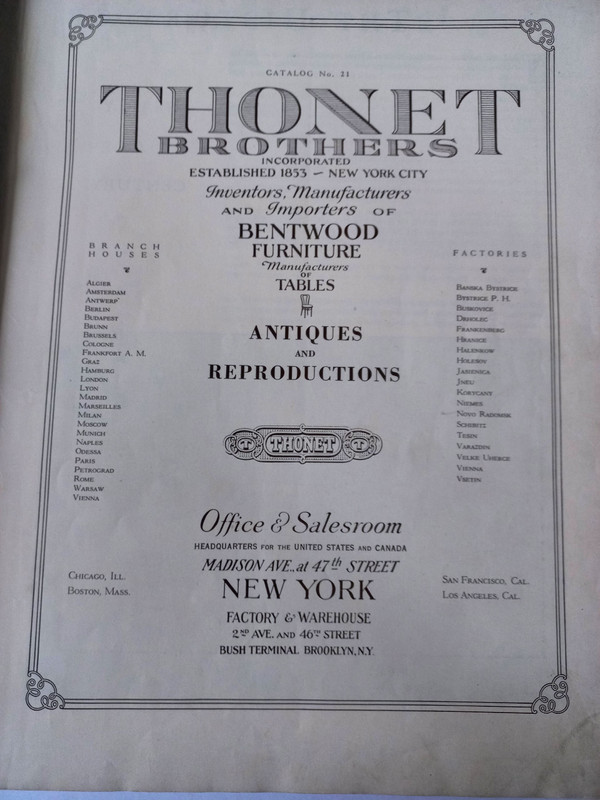 CATALOG No. 21
THONET
BROTHERS
INCORPORATED
ESTABLISHED 1853 – NEW YORK CITY
Inventors, Manufacturers
AND Importers OF
BENTWOOD
FURNITURE
Manufacturers
OF
TABLES
ANTIQUES
AND
REPRODUCTIONS
BRANCH
HOUSES
ALGIER
AMSTERDAM
ANTWERP
BERLIN
BUDAPEST
BRUNN
BRUSSELS
COLOGNE
FRANKFORT A. M.
GRAZ
HAMBURG
LONDON
LYON
MADRID
MARSEILLES
MILAN
MOSCOW
MUNICH
NAPLES
ODESSA
PARIS
PETROGRAD
ROME
WARSAW
VIENNA
FACTORIES
BANSKA BYSTRICE
BYSTRICE P. H.
BUSKOVICE
DRHOLEC
FRANKENBERG
HRANICE
HALENKOW
HOLESOV
JASIENICA
JNEU
KORYCANY
NIEMES
NOVO RADOMSK
SCHIRITZ
TESIN
VARAZDIN
VELKE UHERCE
VIENNA
VSETIN
T THONET T
Office & Salesroom
HEADQUARTERS FOR THE UNITED STATES AND CANADA
MADISON AVE., at 47th STREET
NEW YORK
FACTORY & WAREHOUSE
2ND AVE. AND 46TH STREET
BUSH TERMINAL BROOKLYN, N.Y.
CHICAGO, ILL.
BOSTON, MASS.
SAN FRANCISCO, CAL.
LOS ANGELES, CAL.